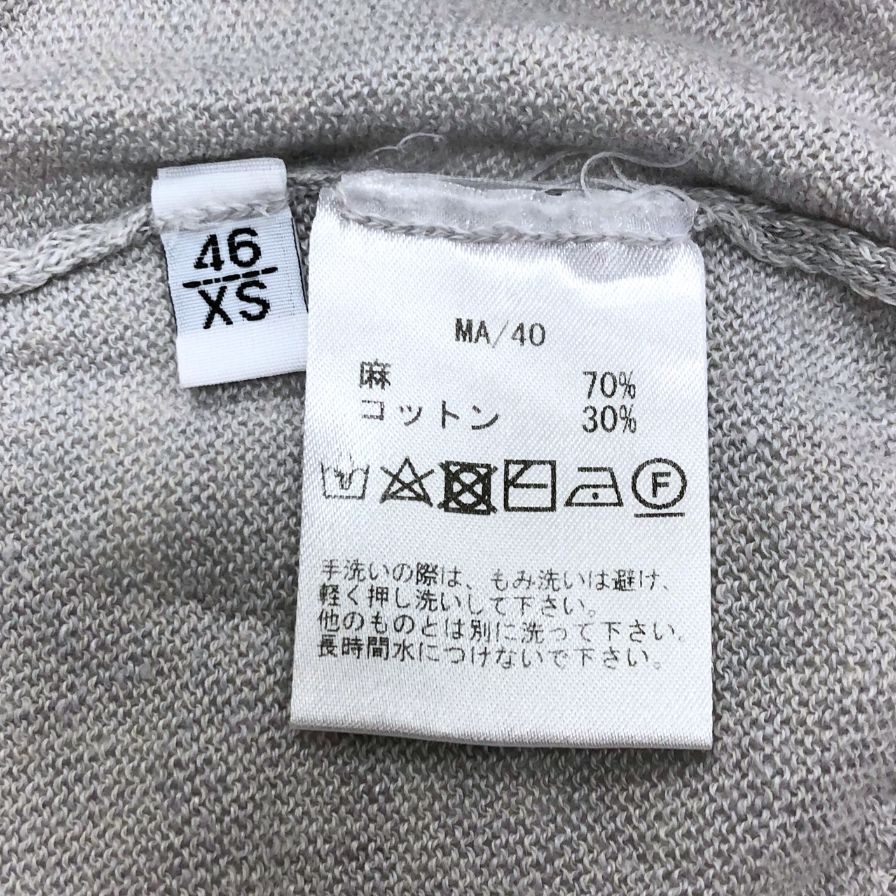 46
XS
MA/40
麻 70%
コットン 30%
F
手洗いの際は、もみ洗いは避け、
軽く押し洗いして下さい。
他のものとは別に洗って下さい。
長時間水につけないで下さい。